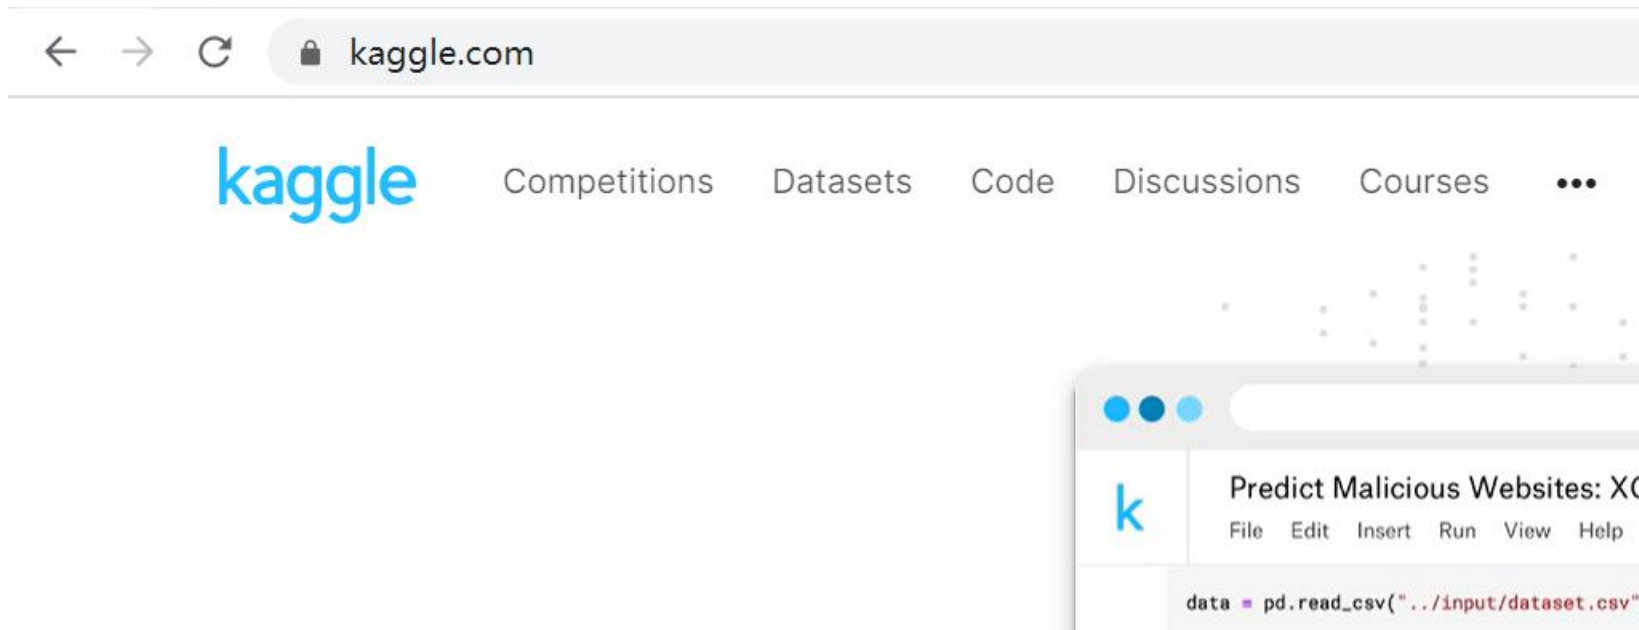 kaggle.com
kaggle Competitions Datasets Code Discussions Courses •••
k
Predict Malicious Websites:
File Edit Insert Run View Help
data = pd.read_csv("../input/dataset.csv"